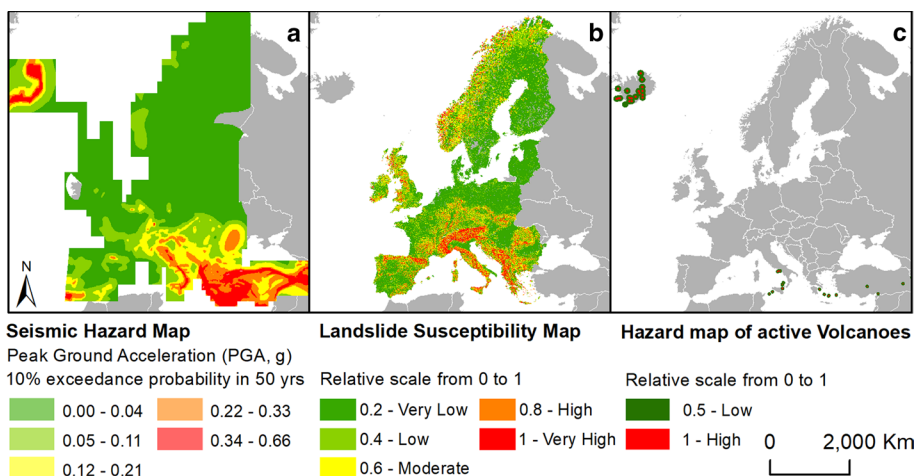 a
b
c
N
Seismic Hazard Map
Peak Ground Acceleration (PGA, g)
10% exceedance probability in 50 yrs
0.00 - 0.04
0.22 - 0.33
0.05 - 0.11
0.34 - 0.66
0.12 - 0.21
Landslide Susceptibility Map
Relative scale from 0 to 1
0.2 - Very Low
0.8 - High
0.4 - Low
1 - Very High
0.6 - Moderate
Hazard map of active Volcanoes
Relative scale from 0 to 1
0.5 - Low
1 - High
0 2,000 Km